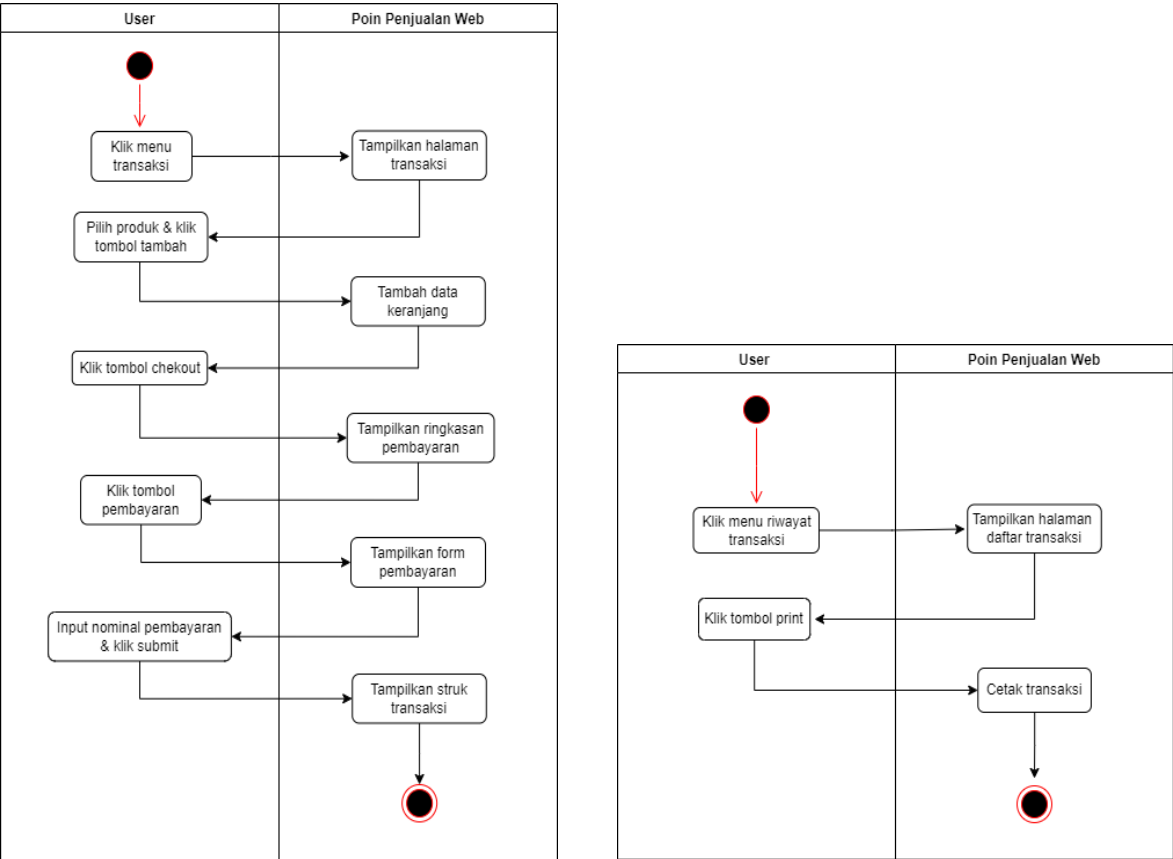 User
Poin Penjualan Web
Klik menu
transaksi
Tampilkan halaman
transaksi
Pilih produk & klik
tombol tambah
Tambah data
keranjang
Klik tombol chekout
Tampilkan ringkasan
pembayaran
Klik tombol
pembayaran
Tampilkan form
pembayaran
Input nominal pembayaran
& klik submit
Tampilkan struk
transaksi
User
Poin Penjualan Web
Klik menu riwayat
transaksi
Tampilkan halaman
daftar transaksi
Klik tombol print
Cetak transaksi